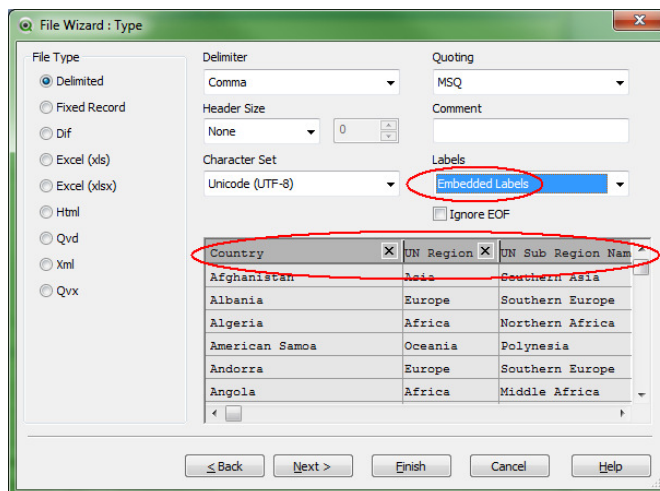 File Wizard : Type
File Type
Delimited
Fixed Record
Dif
Excel (xls)
Excel (xlsx)
Html
Qvd
Xml
Qvx
Delimiter
Comma
Quoting
MSQ
Header Size
None
0
Comment
Character Set
Unicode (UTF-8)
Labels
Embedded Labels
Ignore EOF
Country UN Region UN Sub Region Nam
Afghanistan Asia Southern Asia
Albania Europe Southern Europe
Algeria Africa Northern Africa
American Samoa Oceania Polynesia
Andorra Europe Southern Europe
Angola Africa Middle Africa
< Back Next > Finish Cancel Help